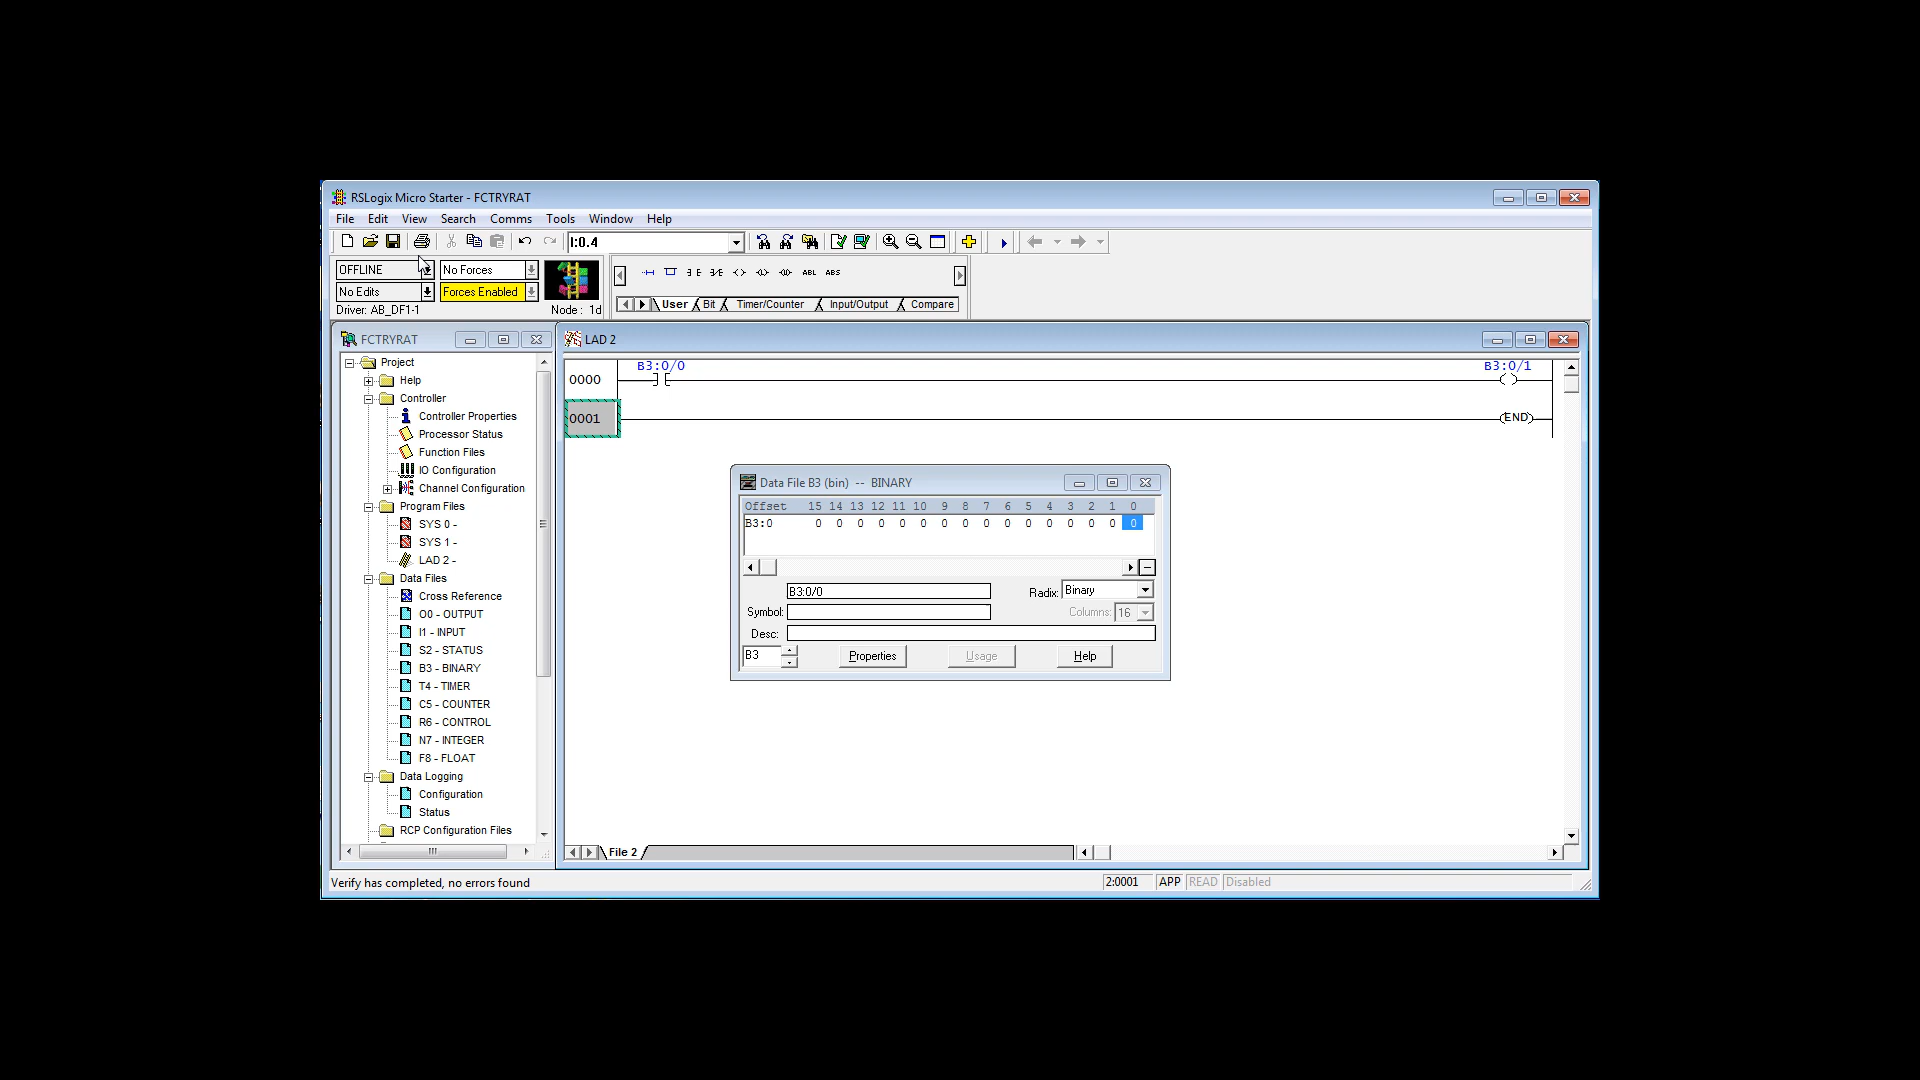 RSLogix Micro Starter - FCTRYRAT
File Edit View Search Comms Tools Window Help
I:0.4
OFFLINE No Forces
No Edits Forces Enabled
Driver: AB_DF1-1 Node : 1d
ABL ABS
User Bit Timer/Counter Input/Output Compare
FCTRYRAT
Project
Help
Controller
Controller Properties
Processor Status
Function Files
IO Configuration
Channel Configuration
Program Files
SYS 0 -
SYS 1 -
LAD 2 -
Data Files
Cross Reference
O0 - OUTPUT
I1 - INPUT
S2 - STATUS
B3 - BINARY
T4 - TIMER
C5 - COUNTER
R6 - CONTROL
N7 - INTEGER
F8 - FLOAT
Data Logging
Configuration
Status
RCP Configuration Files
LAD 2
B3:0/0 B3:0/1
0000
0001 END
Data File B3 (bin) -- BINARY
Offset 15 14 13 12 11 10 9 8 7 6 5 4 3 2 1 0
B3:0 0 0 0 0 0 0 0 0 0 0 0 0 0 0 0 0
B3:0/0 Radix: Binary
Symbol: Columns: 16
Desc:
B3 Properties Usage Help
File 2
Verify has completed, no errors found 2:0001 APP READ Disabled